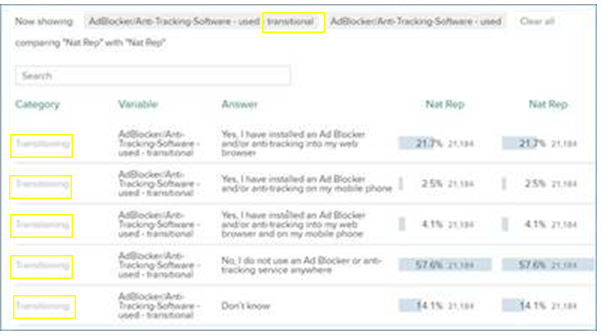 Now showing: AdBlocker/Anti-Tracking-Software - used - transitional AdBlocker/Anti-Tracking-Software - used Clear all
comparing "Nat Rep" with "Nat Rep"
Search
Category Variable Answer Nat Rep Nat Rep
Transitioning AdBlocker/Anti-Tracking-Software - used - transitional Yes, I have installed an Ad Blocker and/or anti-tracking into my web browser 21.7% 21,184 21.7% 21,184
Transitioning AdBlocker/Anti-Tracking-Software - used - transitional Yes, I have installed an Ad Blocker and/or anti-tracking on my mobile phone 2.5% 21,184 2.5% 21,184
Transitioning AdBlocker/Anti-Tracking-Software - used - transitional Yes, I have installed an Ad Blocker and/or anti-tracking into my web browser and on my mobile phone 4.1% 21,184 4.1% 21,184
Transitioning AdBlocker/Anti-Tracking-Software - used - transitional No, I do not use an Ad Blocker or anti-tracking service anywhere 57.6% 21,184 57.6% 21,184
Transitioning AdBlocker/Anti-Tracking-Software - used - transitional Don't know 14.1% 21,184 14.1% 21,184